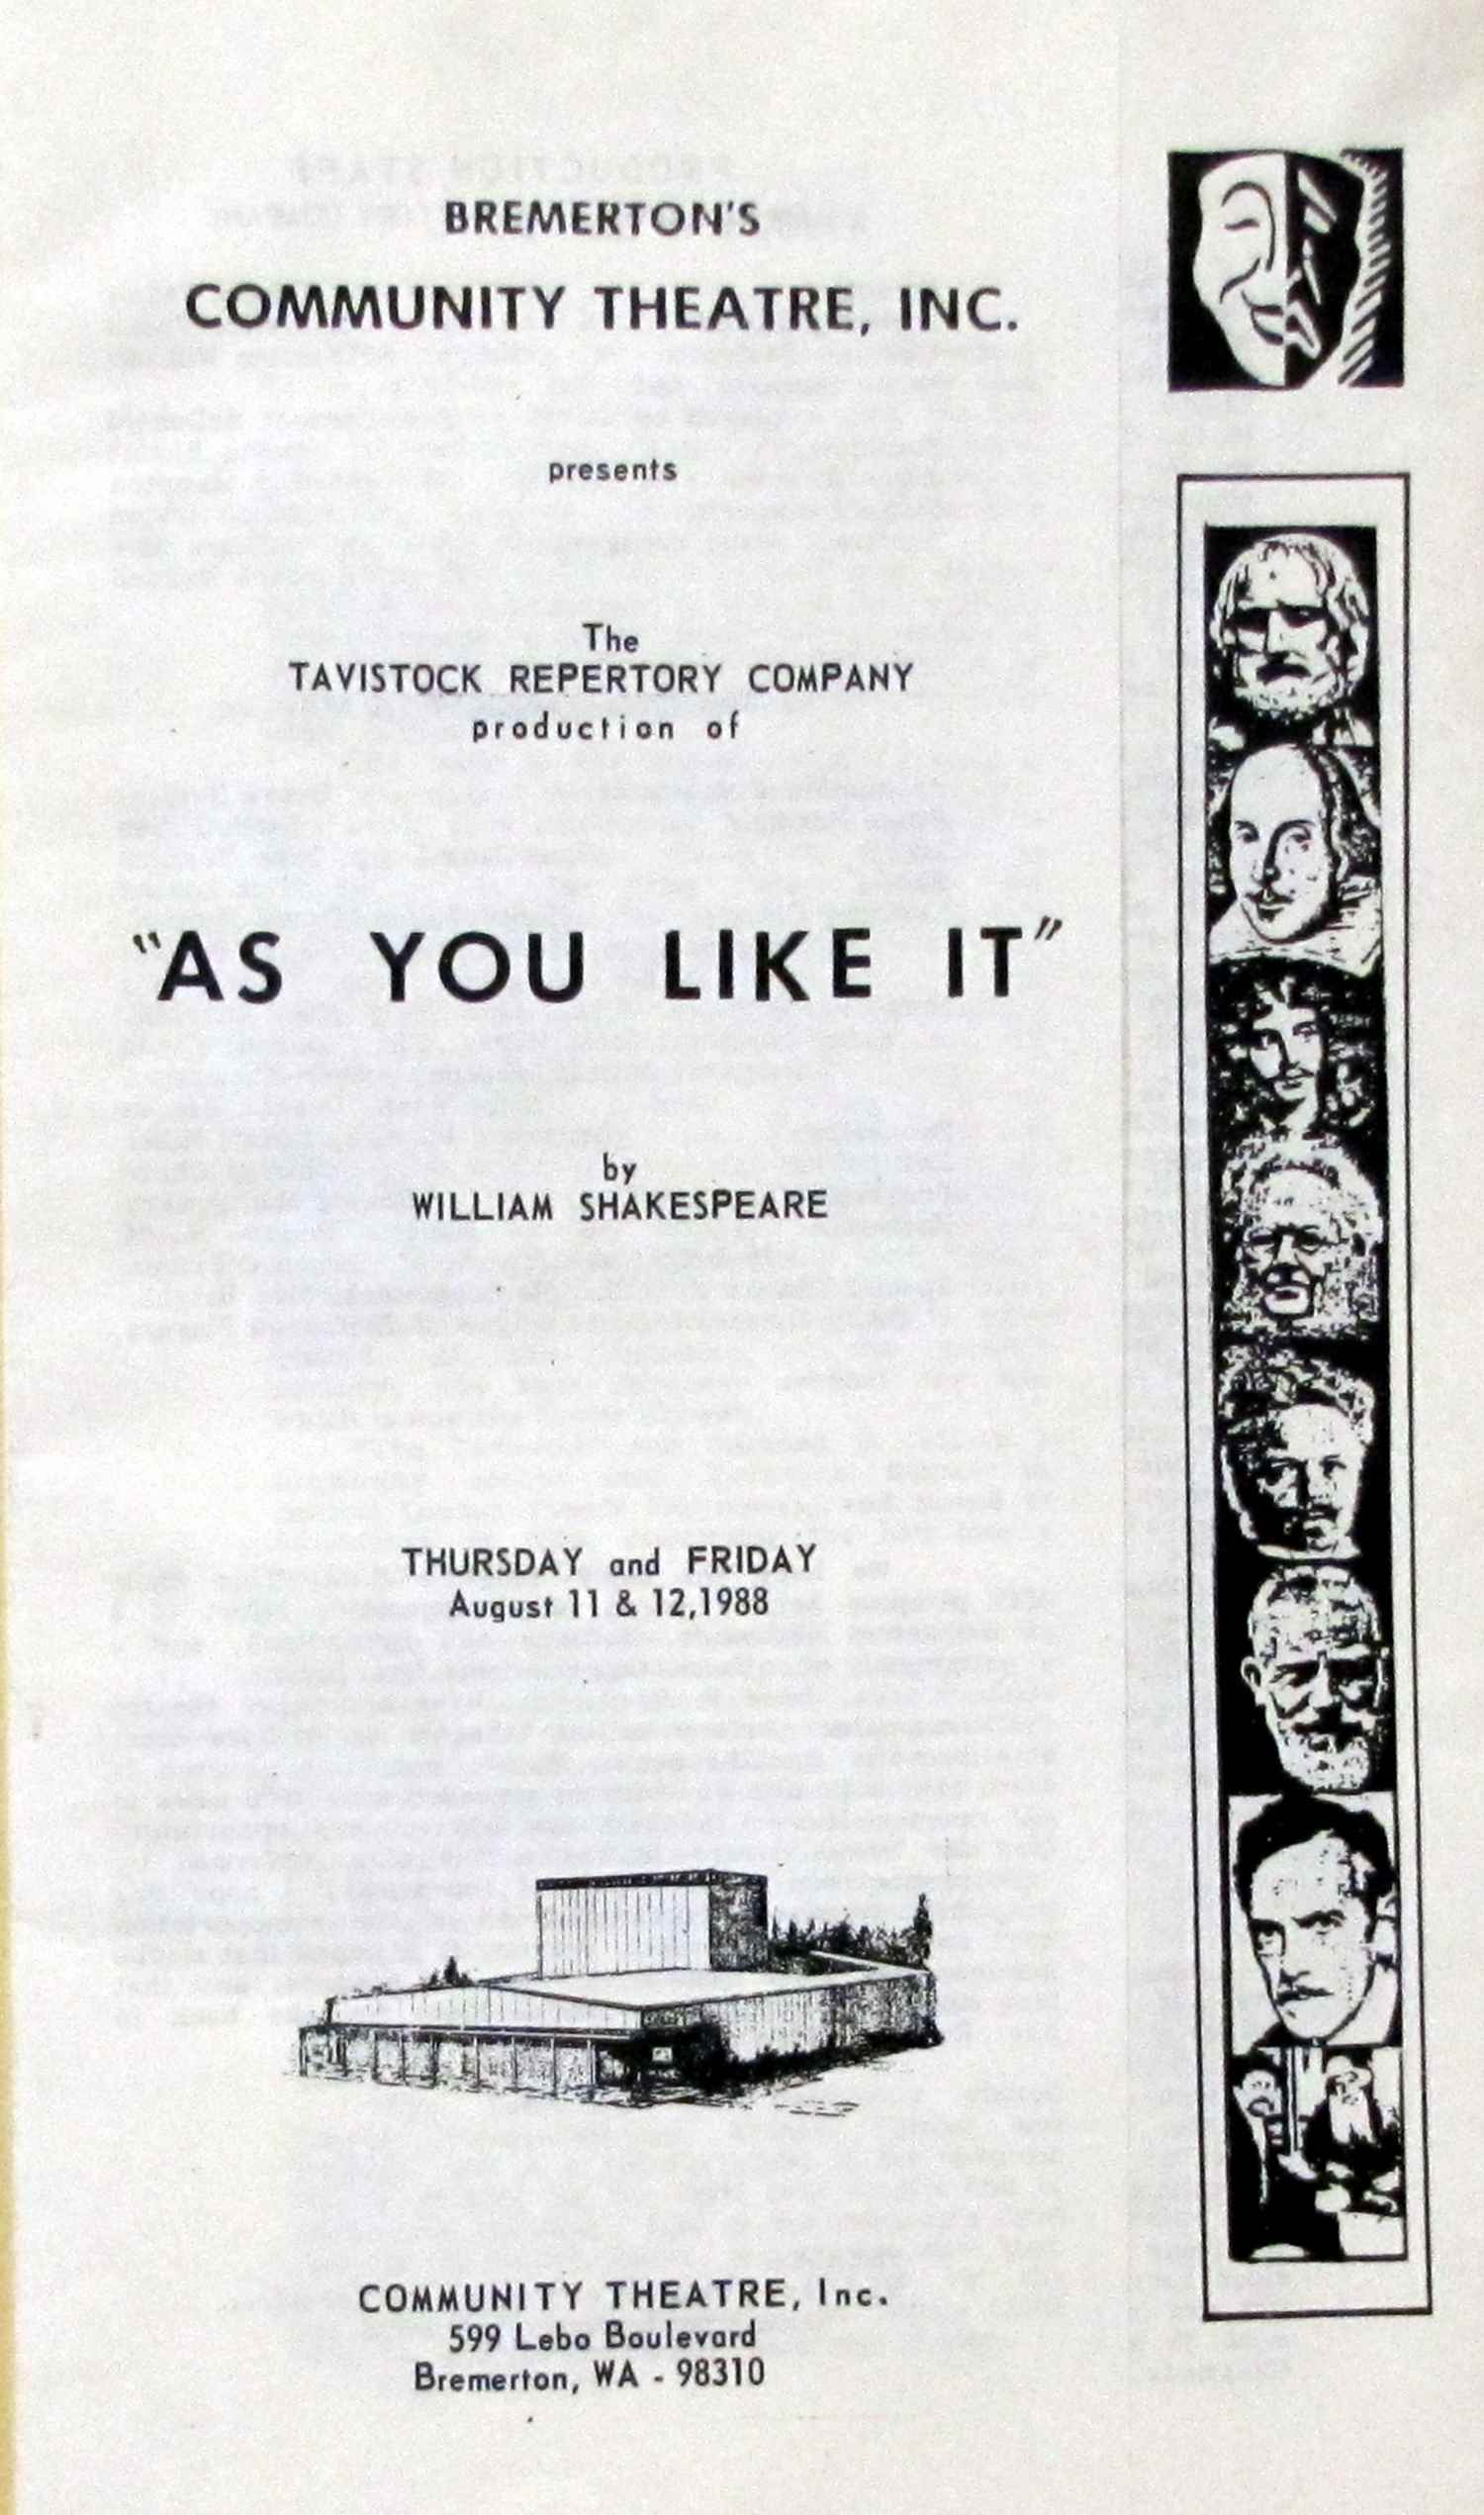 BREMERTON'S
COMMUNITY THEATRE, INC.
presents
The
TAVISTOCK REPERTORY COMPANY
production of
"AS YOU LIKE IT"
by
WILLIAM SHAKESPEARE
THURSDAY and FRIDAY
August 11 & 12,1988
COMMUNITY THEATRE, Inc.
599 Lebo Boulevard
Bremerton, WA - 98310